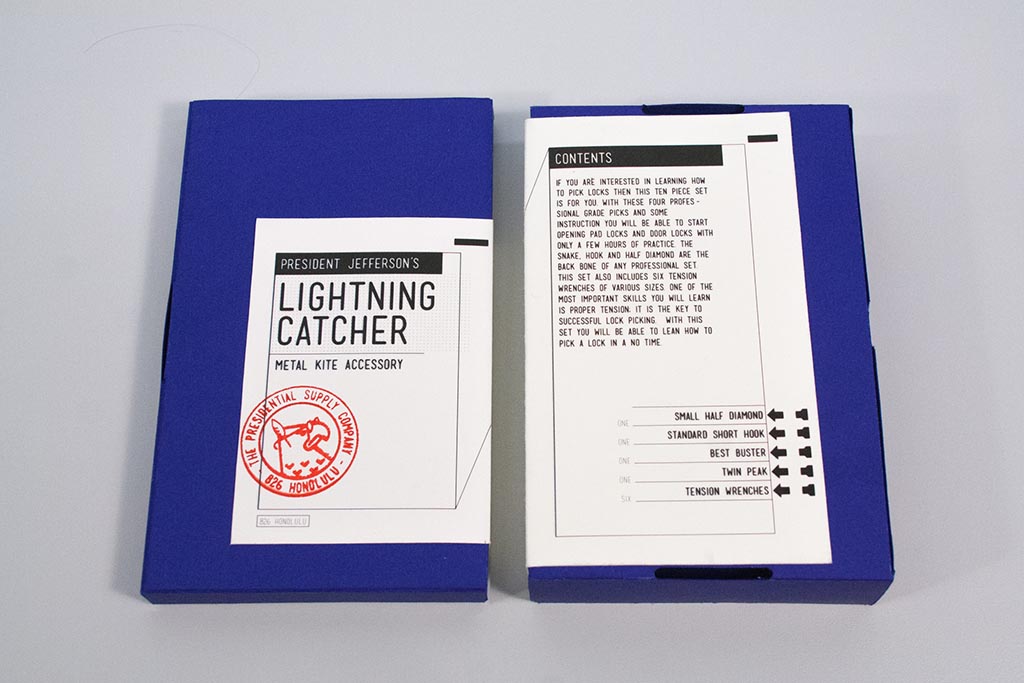 PRESIDENT JEFFERSON'S
LIGHTNING
CATCHER
METAL KITE ACCESSORY
THE PRESIDENTIAL SUPPLY COMPANY - 826 HONOLULU -
826 HONOLULU
CONTENTS
IF YOU ARE INTERESTED IN LEARNING HOW
TO PICK LOCKS THEN THIS TEN PIECE SET
IS FOR YOU. WITH THESE FOUR PROFES-
SIONAL GRADE PICKS AND SOME
INSTRUCTION YOU WILL BE ABLE TO START
OPENING PAD LOCKS AND DOOR LOCKS WITH
ONLY A FEW HOURS OF PRACTICE. THE
SNAKE, HOOK AND HALF DIAMOND ARE THE
BACK BONE OF ANY PROFESSIONAL SET.
THIS SET ALSO INCLUDES SIX TENSION
WRENCHES OF VARIOUS SIZES. ONE OF THE
MOST IMPORTANT SKILLS YOU WILL LEARN
IS PROPER TENSION. IT IS THE KEY TO
SUCCESSFUL LOCK PICKING. WITH THIS
SET YOU WILL BE ABLE TO LEAN HOW TO
PICK A LOCK IN A NO TIME.
ONE SMALL HALF DIAMOND
ONE STANDARD SHORT HOOK
ONE BEST BUSTER
ONE TWIN PEAK
SIX TENSION WRENCHES